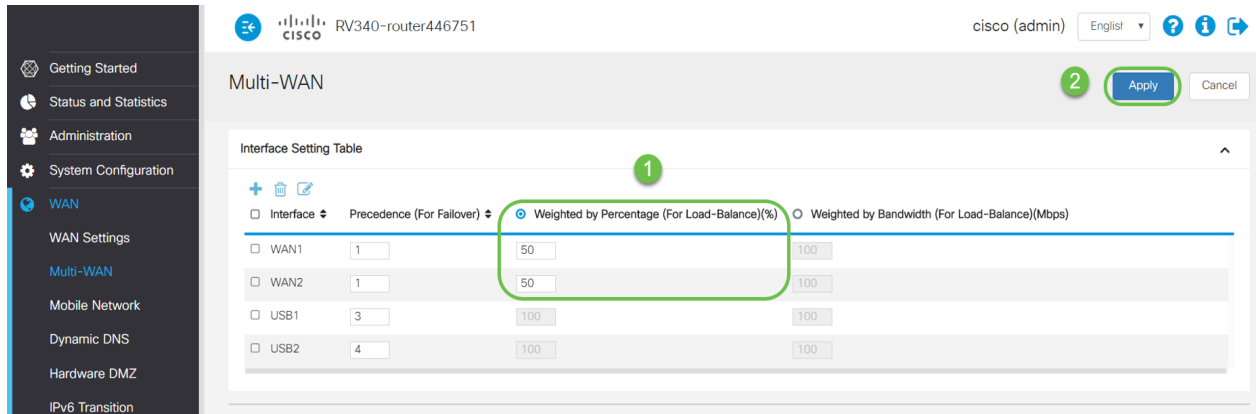 cisco RV340-router446751 cisco (admin) English
Getting Started
Status and Statistics
Administration
System Configuration
WAN
WAN Settings
Multi-WAN
Mobile Network
Dynamic DNS
Hardware DMZ
IPv6 Transition
Multi-WAN 2 Apply Cancel
Interface Setting Table
1
Interface Precedence (For Failover) Weighted by Percentage (For Load-Balance)(%) Weighted by Bandwidth (For Load-Balance)(Mbps)
WAN1 1 50 100
WAN2 1 50 100
USB1 3 100 100
USB2 4 100 100